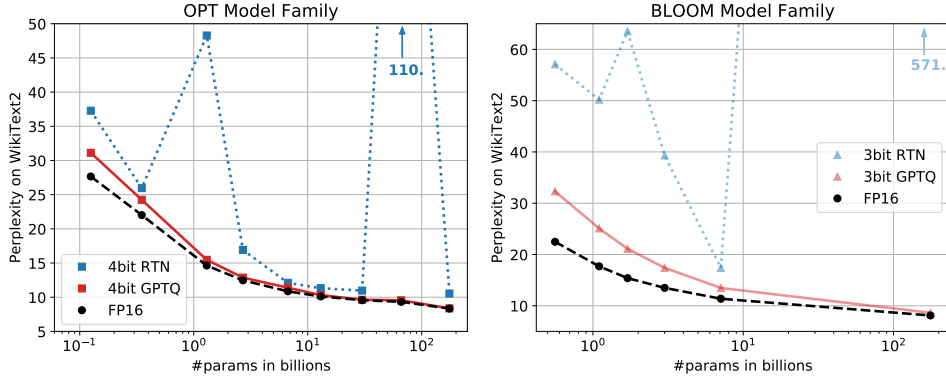 OPT Model Family
Perplexity on WikiText2
50
45
40
35
30
25
20
15
10
5
110.
4bit RTN
4bit GPTQ
FP16
10⁻¹
10⁰
10¹
10²
#params in billions
BLOOM Model Family
Perplexity on WikiText2
60
50
40
30
20
10
571.
3bit RTN
3bit GPTQ
FP16
10⁰
10¹
10²
#params in billions